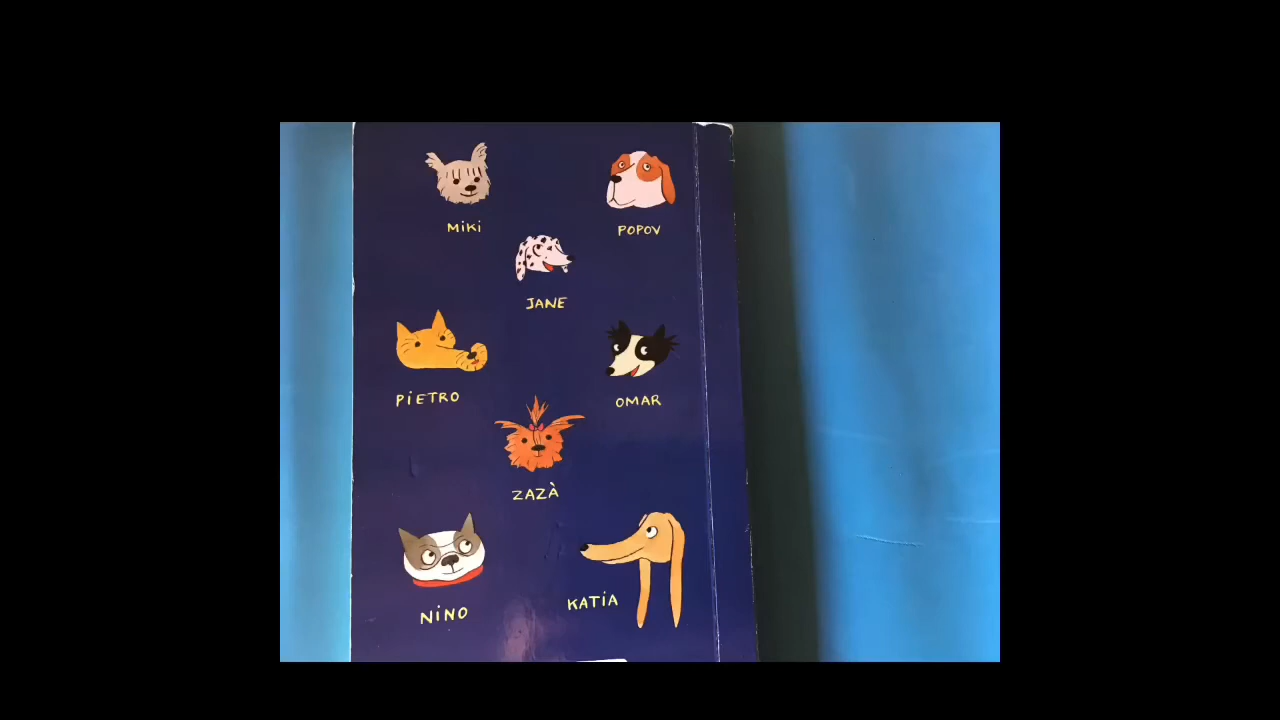 MiKi
POPOV
JANE
PiETRO
OMAR
ZAZÀ
NiNO
KATiA